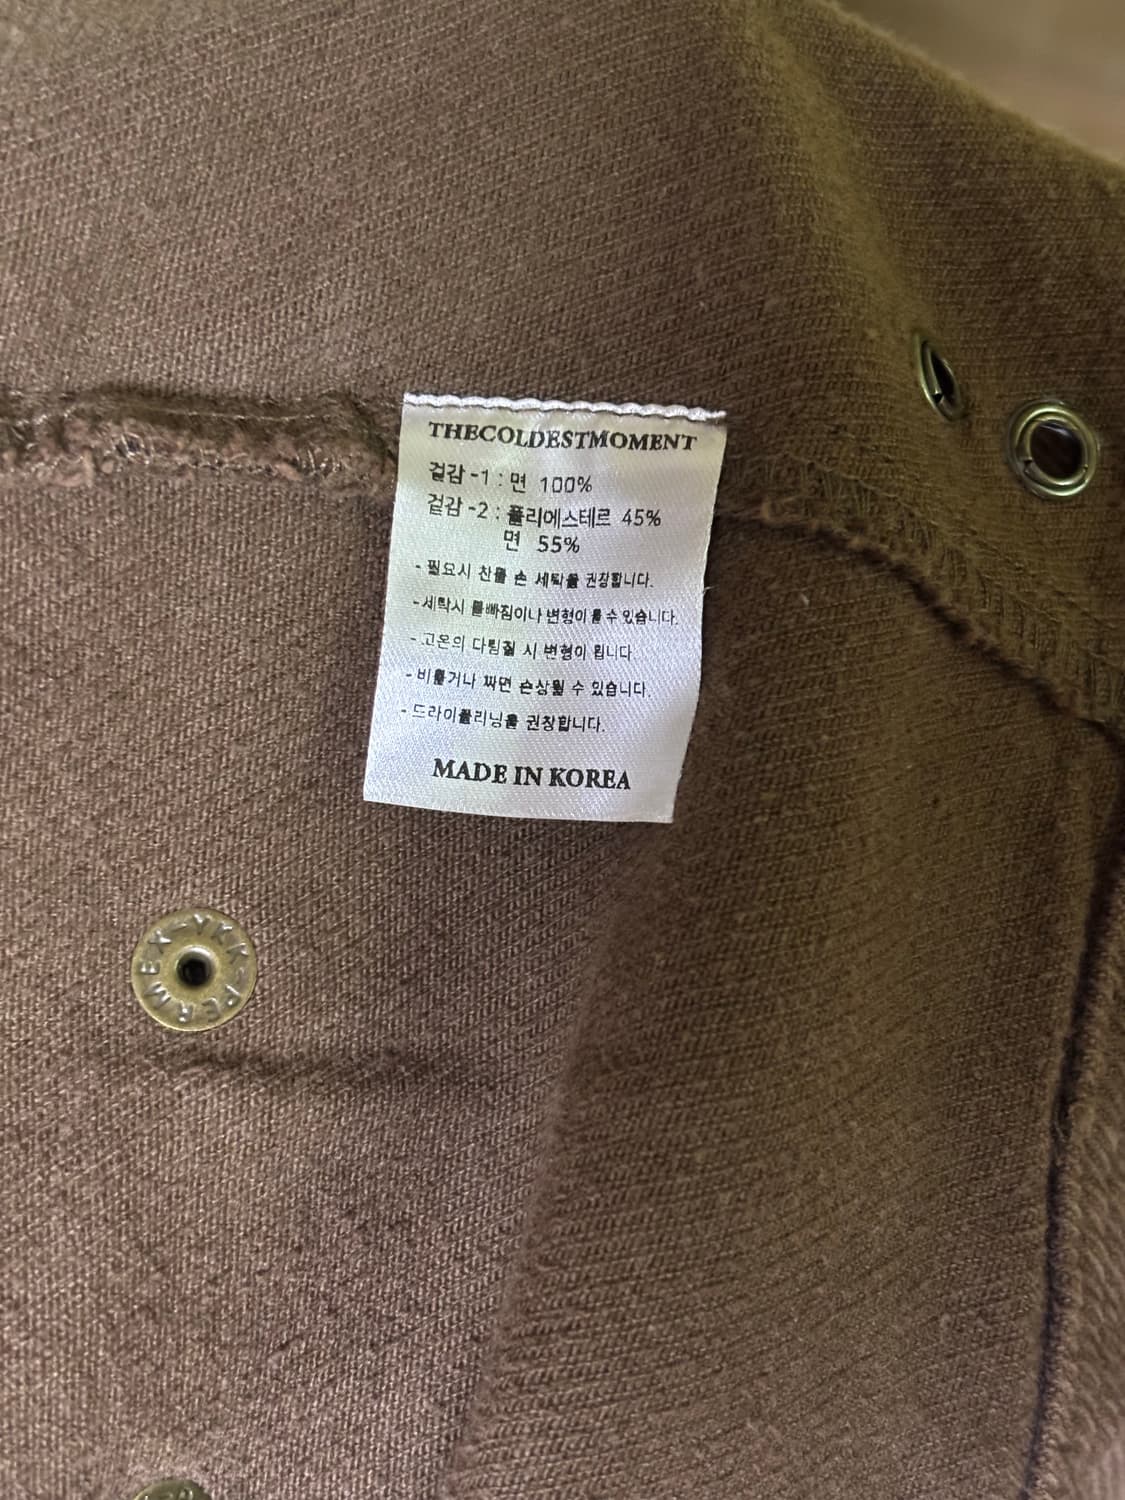 THECOLDESTMOMENT
겉감-1 : 면 100%
겉감-2 : 폴리에스테르 45%
면 55%
- 필요시 찬물 손 세탁을 권장합니다.
- 세탁시 물빠짐이나 변형이 올 수 있습니다.
- 고온의 다림질 시 변형이 됩니다.
- 비틀거나 짜면 손상될 수 있습니다.
- 드라이클리닝을 권장합니다.
MADE IN KOREA
YKK-PERMEX-